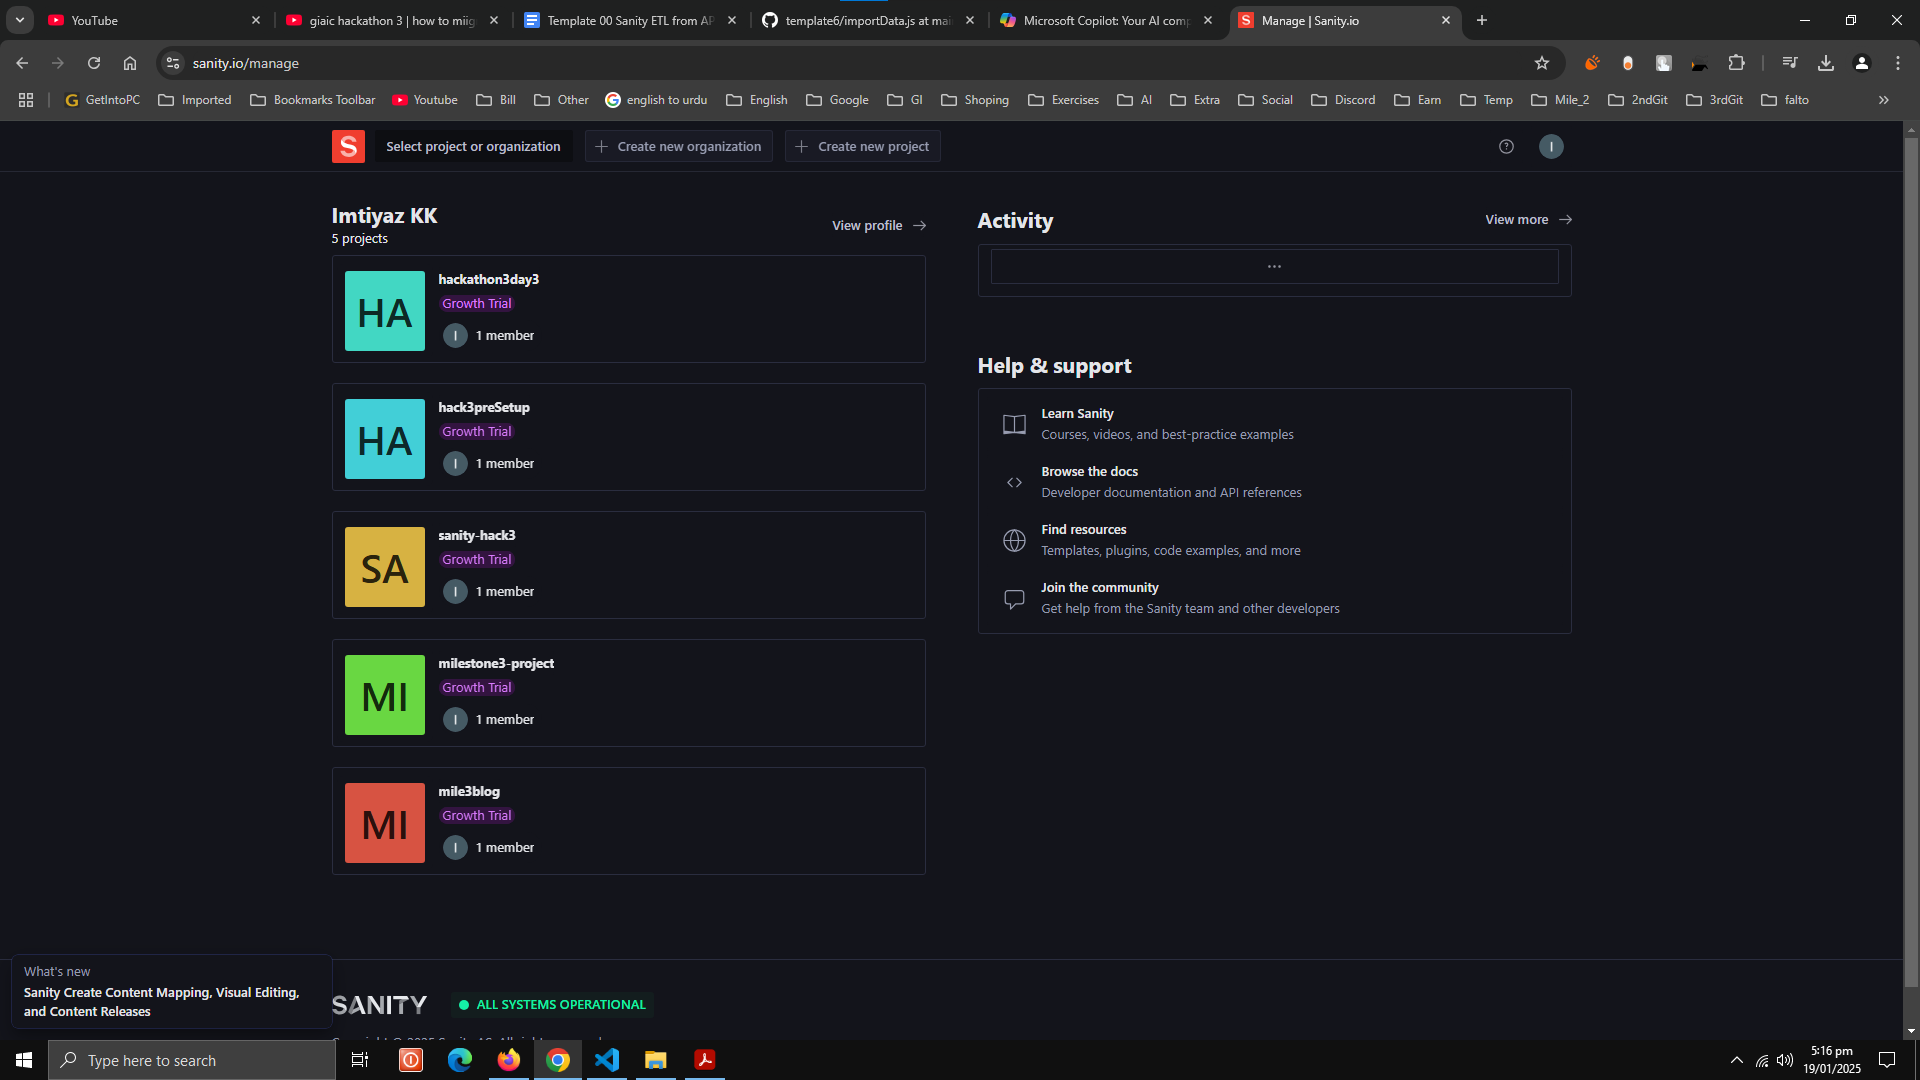 YouTube
giaic hackathon 3 | how to miig
Template 00 Sanity ETL from AP
template6/importData.js at mai
Microsoft Copilot: Your AI comp
Manage | Sanity.io
sanity.io/manage
GetIntoPC
Imported
Bookmarks Toolbar
Youtube
Bill
Other
english to urdu
English
Google
GI
Shoping
Exercises
AI
Extra
Social
Discord
Earn
Temp
Mile_2
2ndGit
3rdGit
falto
S
Select project or organization
Create new organization
Create new project
I
Imtiyaz KK
5 projects
View profile
HA
hackathon3day3
Growth Trial
I
1 member
HA
hack3preSetup
Growth Trial
I
1 member
SA
sanity-hack3
Growth Trial
I
1 member
MI
milestone3-project
Growth Trial
I
1 member
MI
mile3blog
Growth Trial
I
1 member
Activity
View more
Help & support
Learn Sanity
Courses, videos, and best-practice examples
Browse the docs
Developer documentation and API references
Find resources
Templates, plugins, code examples, and more
Join the community
Get help from the Sanity team and other developers
What's new
Sanity Create Content Mapping, Visual Editing,
and Content Releases
SANITY
ALL SYSTEMS OPERATIONAL
Type here to search
5:16 pm
19/01/2025